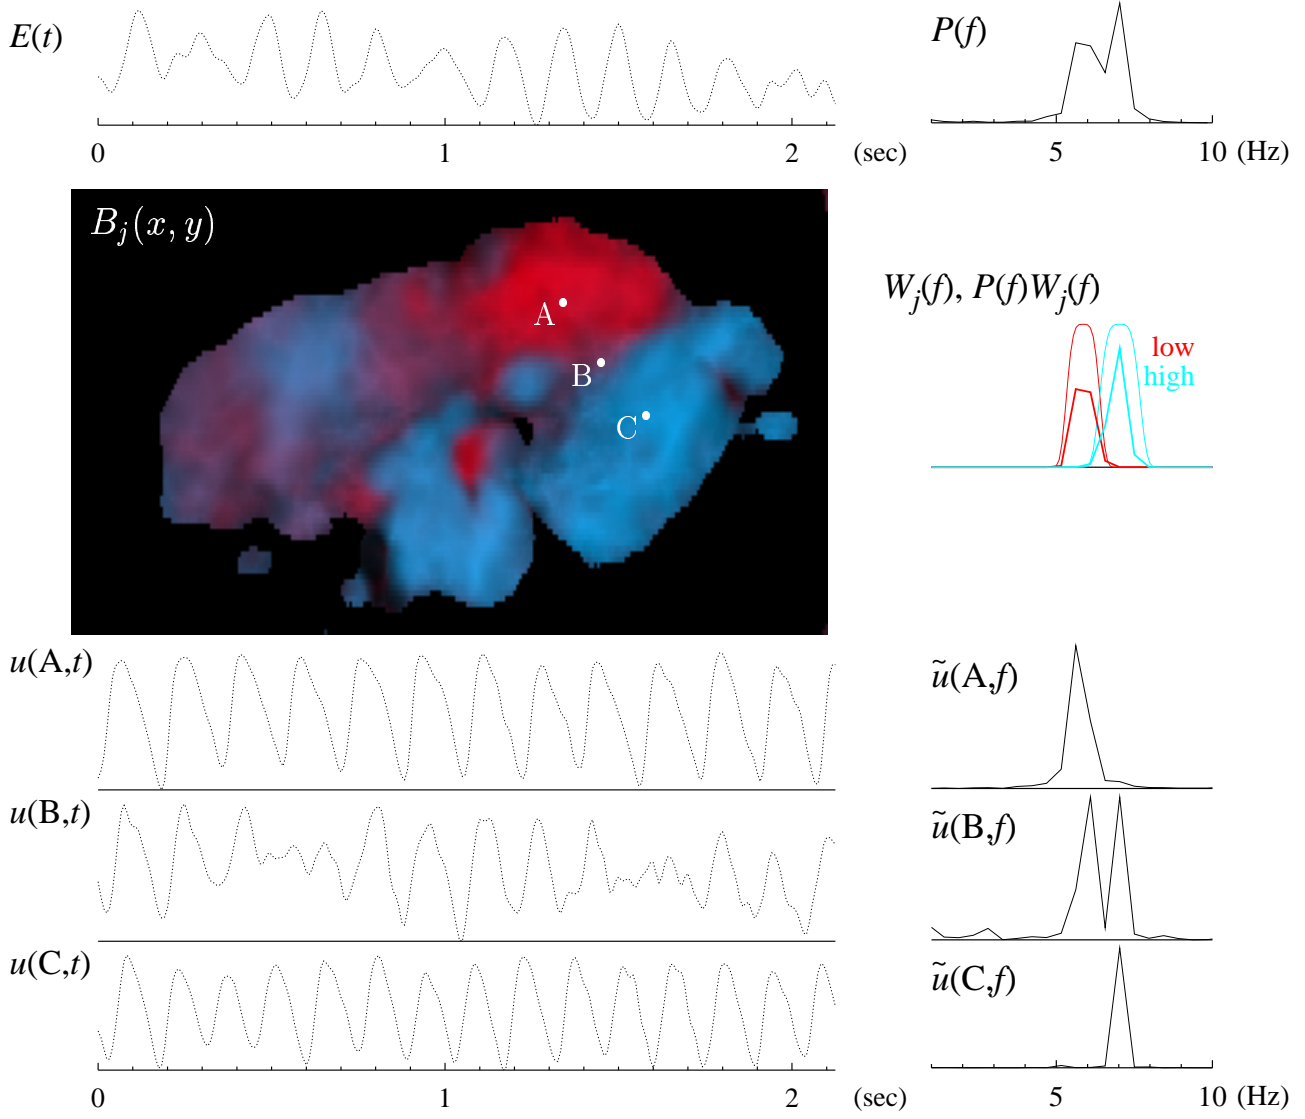 E(t)
P(f)
0 1 2 (sec)
5 10 (Hz)
B_j(x, y)
W_j(f), P(f)W_j(f)
low
high
A
B
C
u(A,t)
ũ(A,f)
u(B,t)
ũ(B,f)
u(C,t)
ũ(C,f)
0 1 2 (sec)
5 10 (Hz)